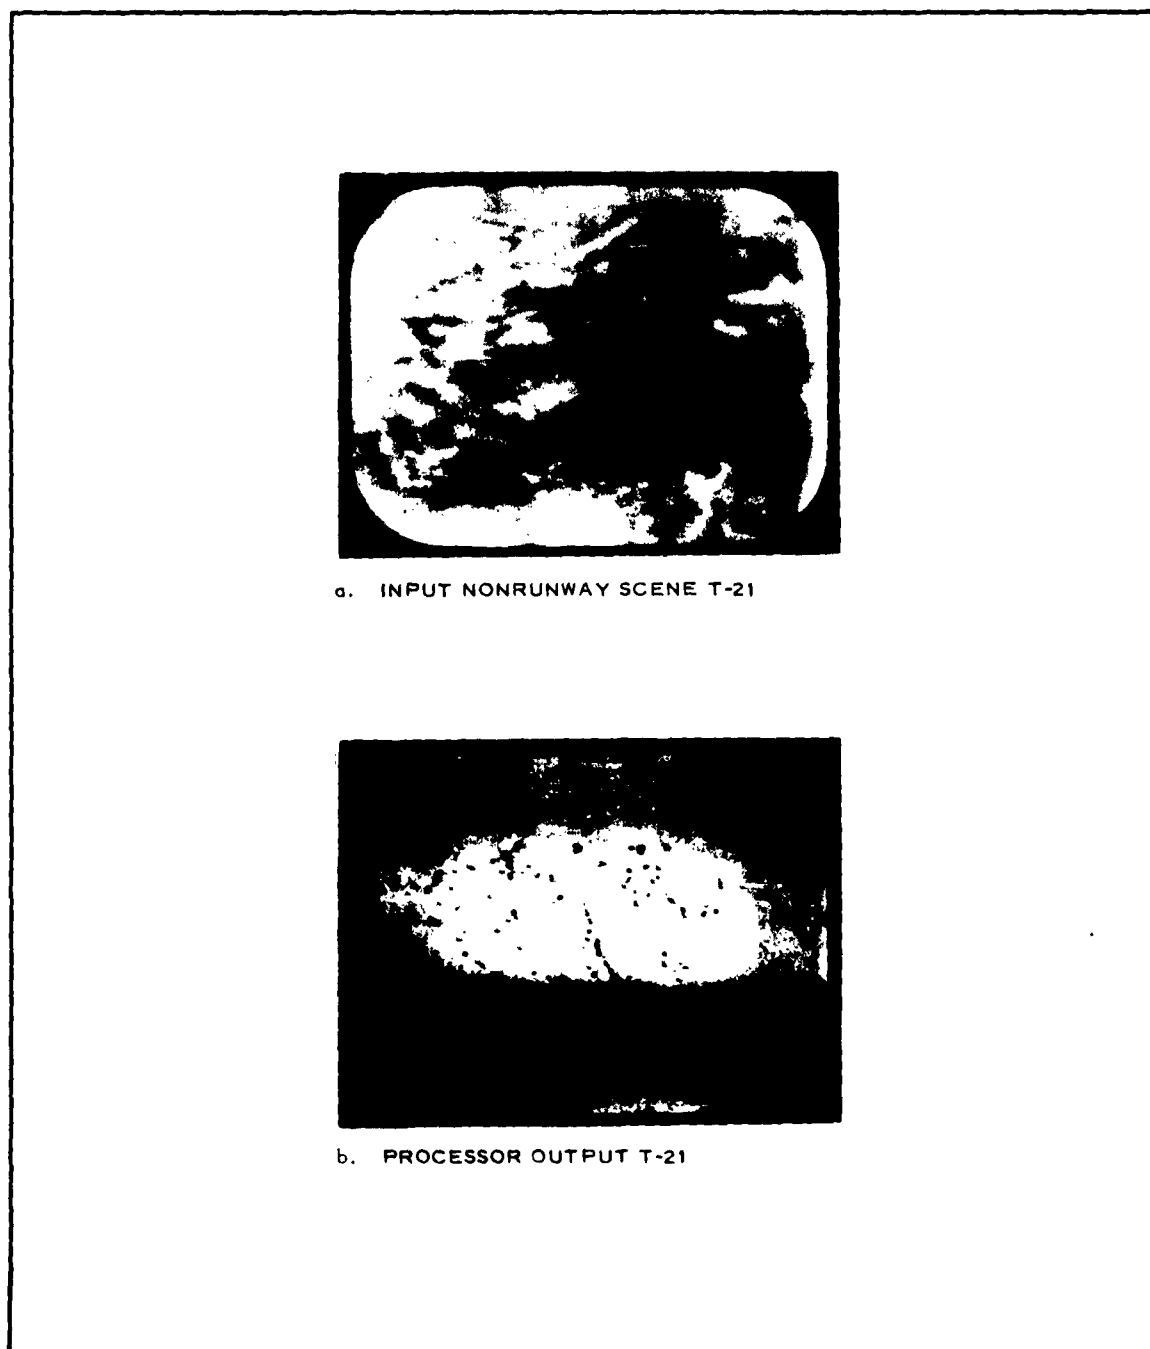 a. INPUT NONRUNWAY SCENE T-21
b. PROCESSOR OUTPUT T-21